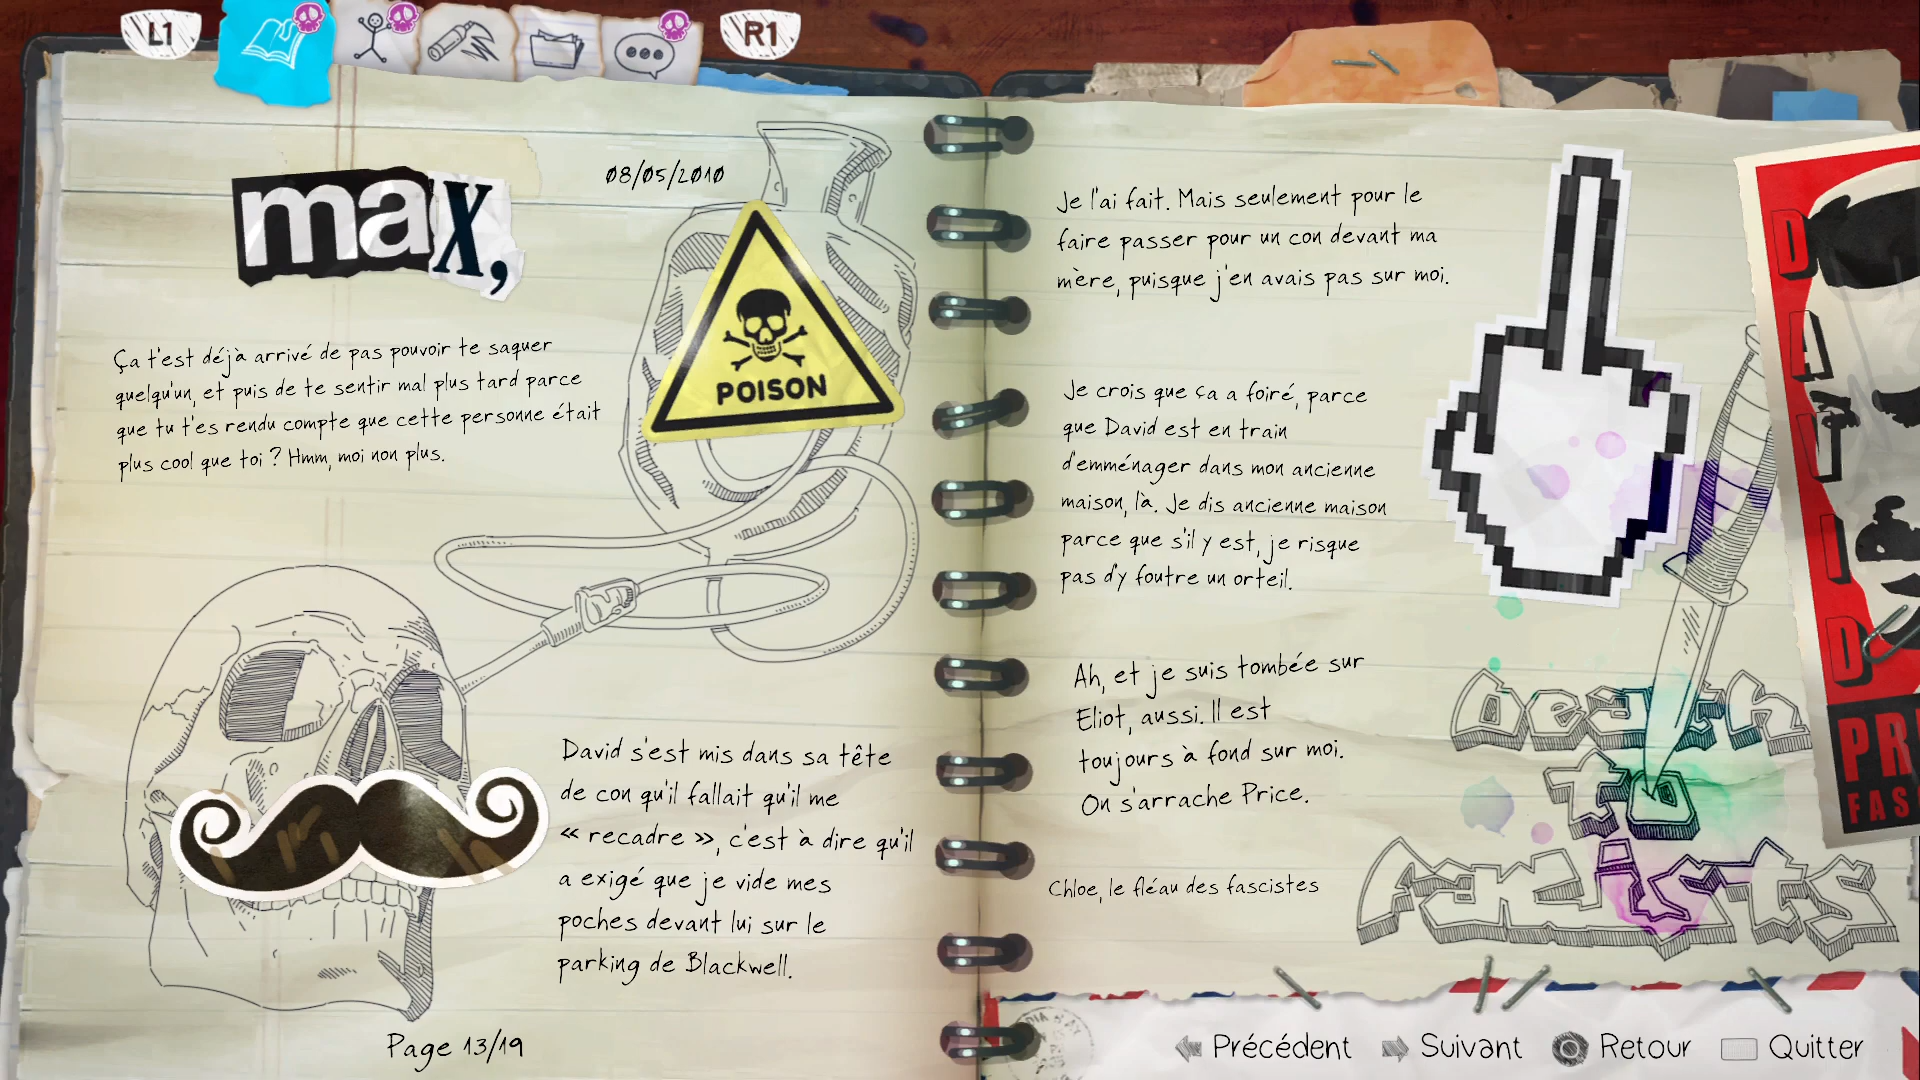 L1
R1
max,
08/05/2010
POISON
Ça t'est déjà arrivé de pas pouvoir te saquer
quelqu'un, et puis de te sentir mal plus tard parce
que tu t'es rendu compte que cette personne était
plus cool que toi ? Hmm, moi non plus.
David s'est mis dans sa tête
de con qu'il fallait qu'il me
« recadre », c'est à dire qu'il
a exigé que je vide mes
poches devant lui sur le
parking de Blackwell.
Page 13/19
Je l'ai fait. Mais seulement pour le
faire passer pour un con devant ma
mère, puisque j'en avais pas sur moi.
Je crois que ça a foiré, parce
que David est en train
d'emménager dans mon ancienne
maison, là. Je dis ancienne maison
parce que s'il y est, je risque
pas d'y foutre un orteil.
Ah, et je suis tombée sur
Eliot, aussi. Il est
toujours à fond sur moi.
On s'arrache Price.
Chloe, le fléau des fascistes
Death
to
fascists
DAVID
PR
FAS
Précédent
Suivant
Retour
Quitter